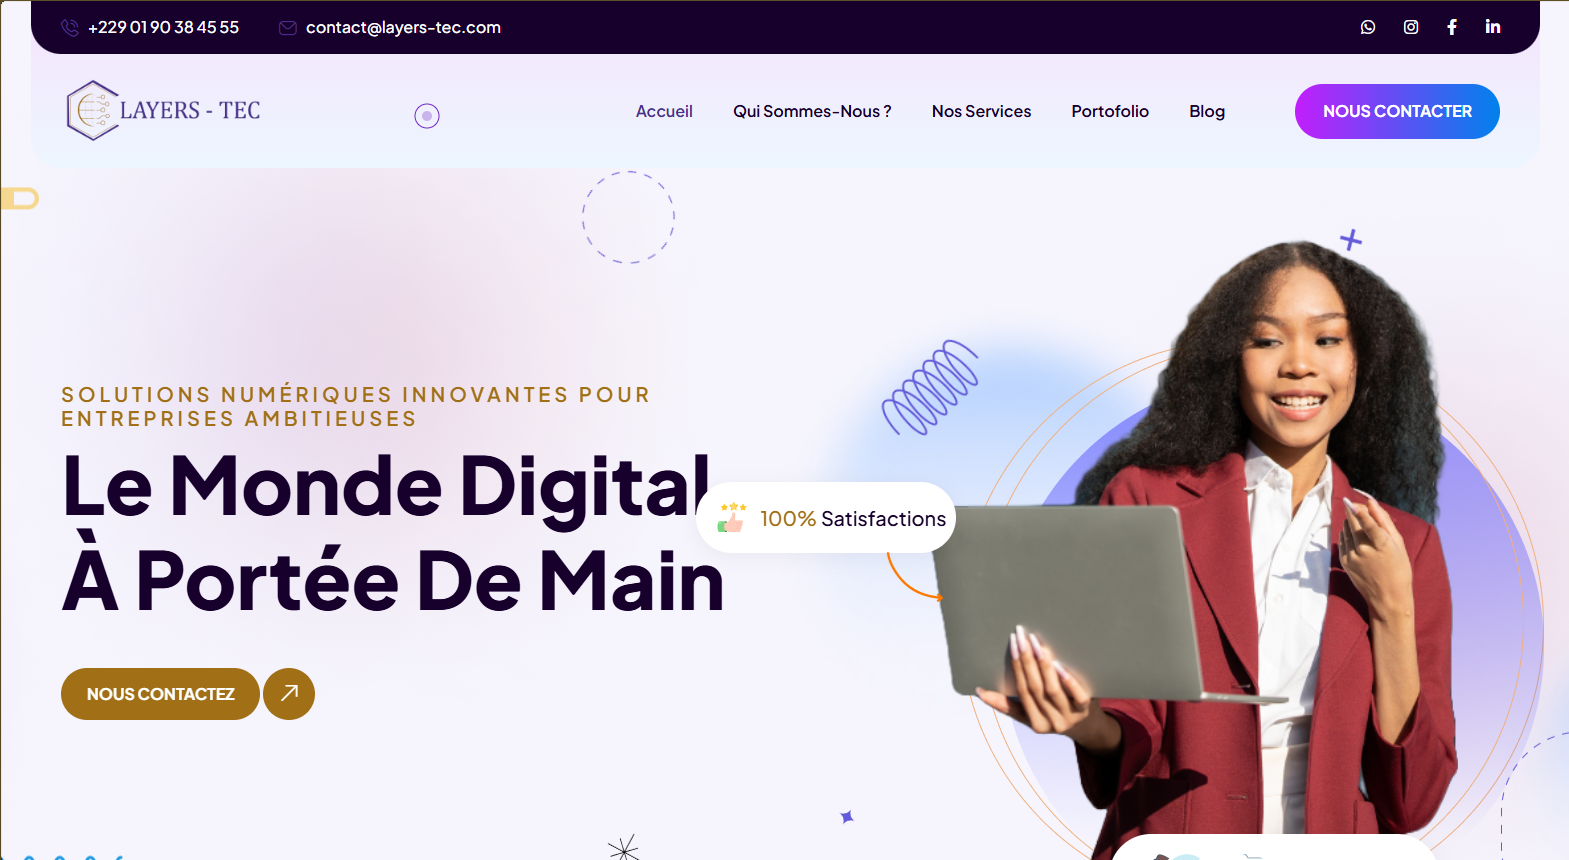 +229 01 90 38 45 55
contact@layers-tec.com
LAYERS - TEC
Accueil
Qui Sommes-Nous ?
Nos Services
Portofolio
Blog
NOUS CONTACTER
SOLUTIONS NUMÉRIQUES INNOVANTES POUR
ENTREPRISES AMBITIEUSES
Le Monde Digital
À Portée De Main
100% Satisfactions
NOUS CONTACTEZ